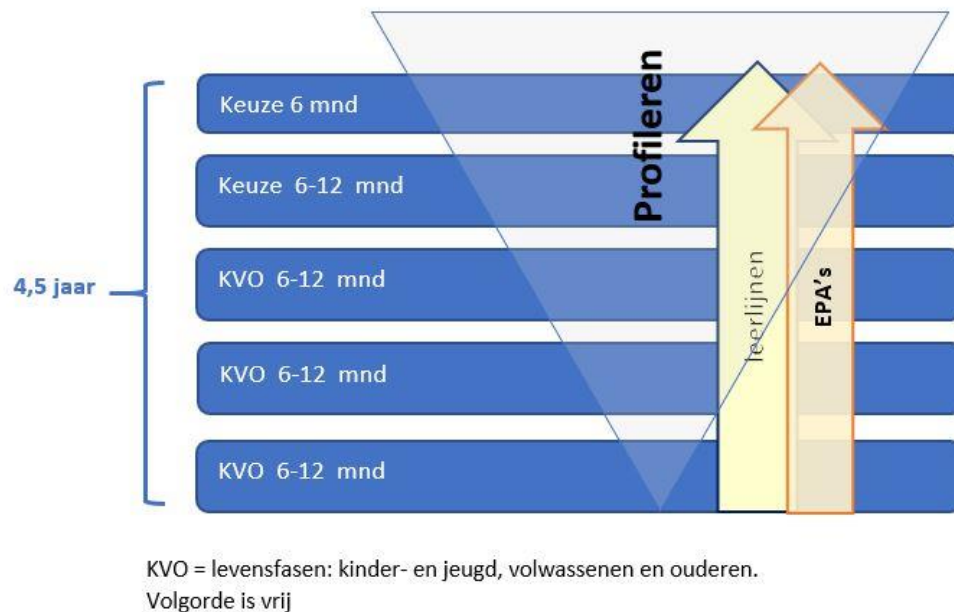 Profileren
Keuze 6 mnd
Keuze 6-12 mnd
4,5 jaar
KVO 6-12 mnd
KVO 6-12 mnd
KVO 6-12 mnd
leerlijnen
EPA's
KVO = levensfasen: kinder- en jeugd, volwassenen en ouderen.
Volgorde is vrij